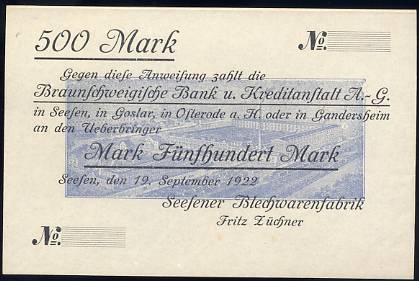 500 Mark
No.
Gegen dieſe Anweiſung zahlt die
Braunſchweigiſche Bank u. Kreditanſtalt A.-G.
in Seeſen, in Goslar, in Oſterode a. H. oder in Gandersheim
an den Ueberbringer
Mark Fünfhundert Mark
Seeſen, den 19. September 1922
Seeſener Blechwarenfabrik
Fritz Züchner
No.